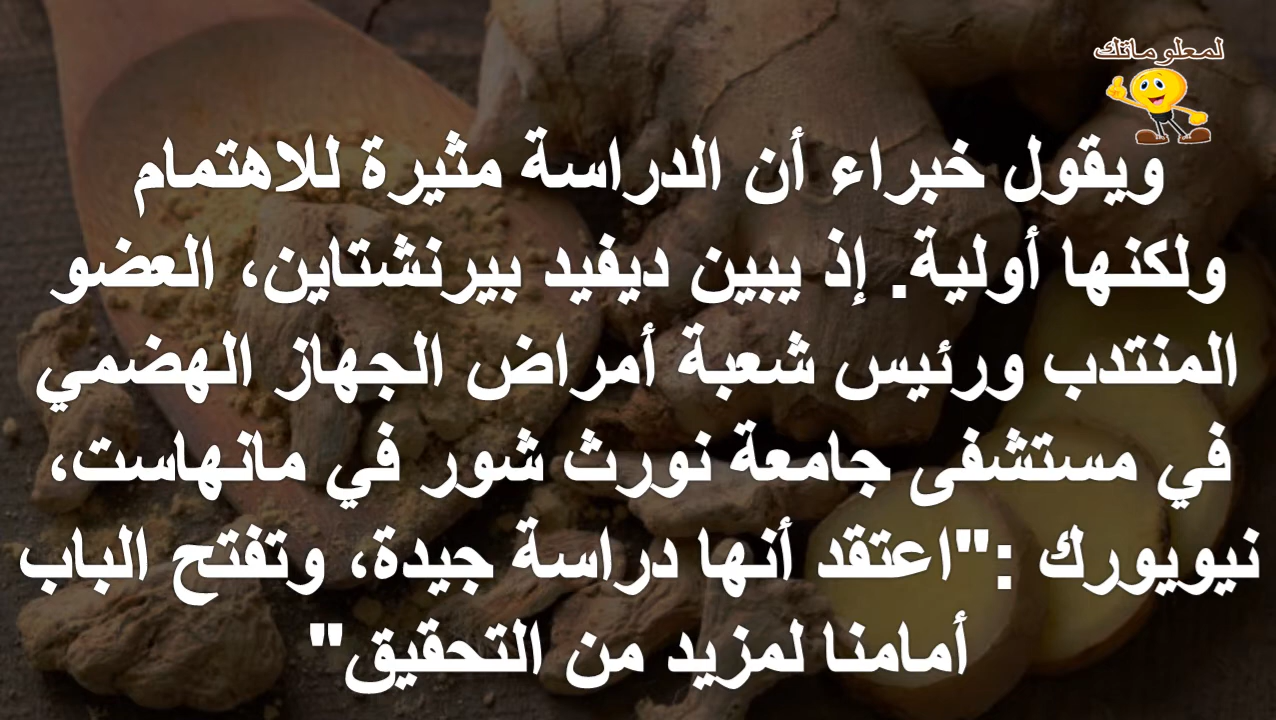 لمعلوماتك
ويقول خبراء أن الدراسة مثيرة للاهتمام
ولكنها أولية. إذ يبين ديفيد بيرنشتاين، العضو
المنتدب ورئيس شعبة أمراض الجهاز الهضمي
في مستشفى جامعة نورث شور في مانهاست،
نيويورك :"اعتقد أنها دراسة جيدة، وتفتح الباب
أمامنا لمزيد من التحقيق"